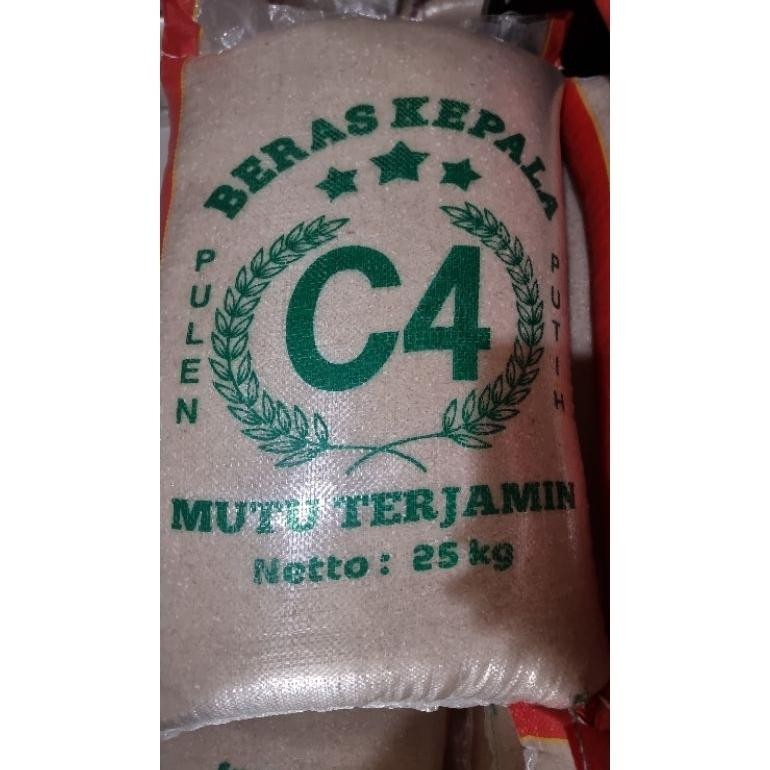 BERAS KEPALA
PULEN
C4
PUTIH
MUTU TERJAMIN
Netto : 25 kg